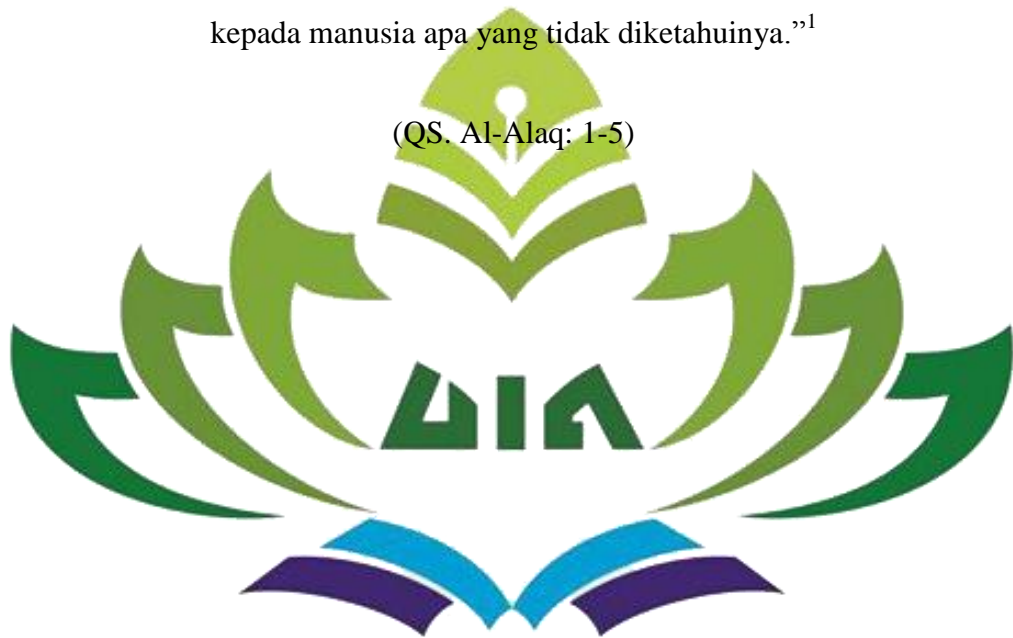 kepada manusia apa yang tidak diketahuinya.”¹
(QS. Al-Alaq: 1-5)
UIN